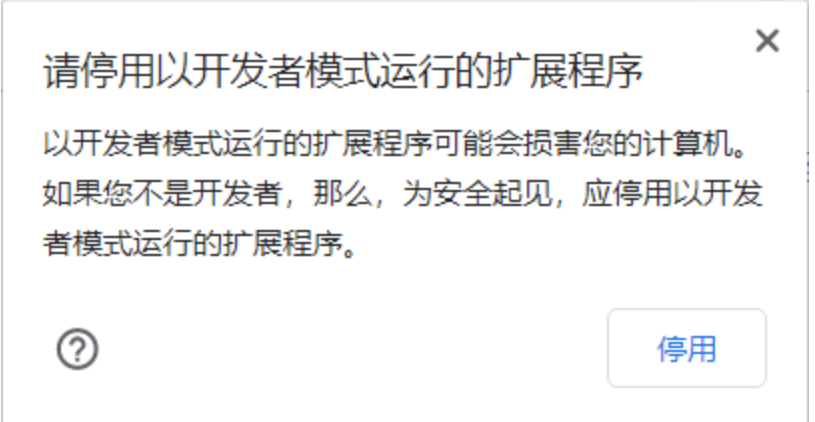 请停用以开发者模式运行的扩展程序
以开发者模式运行的扩展程序可能会损害您的计算机。
如果您不是开发者，那么，为安全起见，应停用以开发
者模式运行的扩展程序。
停用